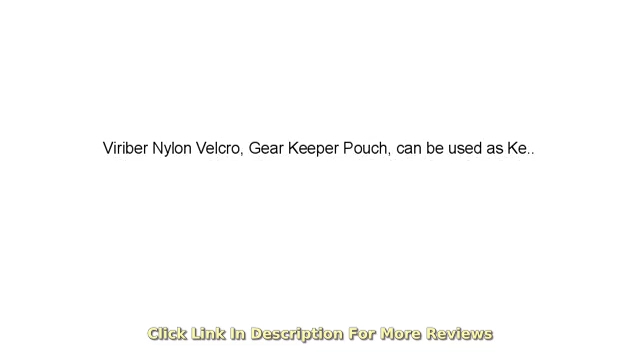 Viriber Nylon Velcro, Gear Keeper Pouch, can be used as Ke..
Click Link In Description For More Reviews